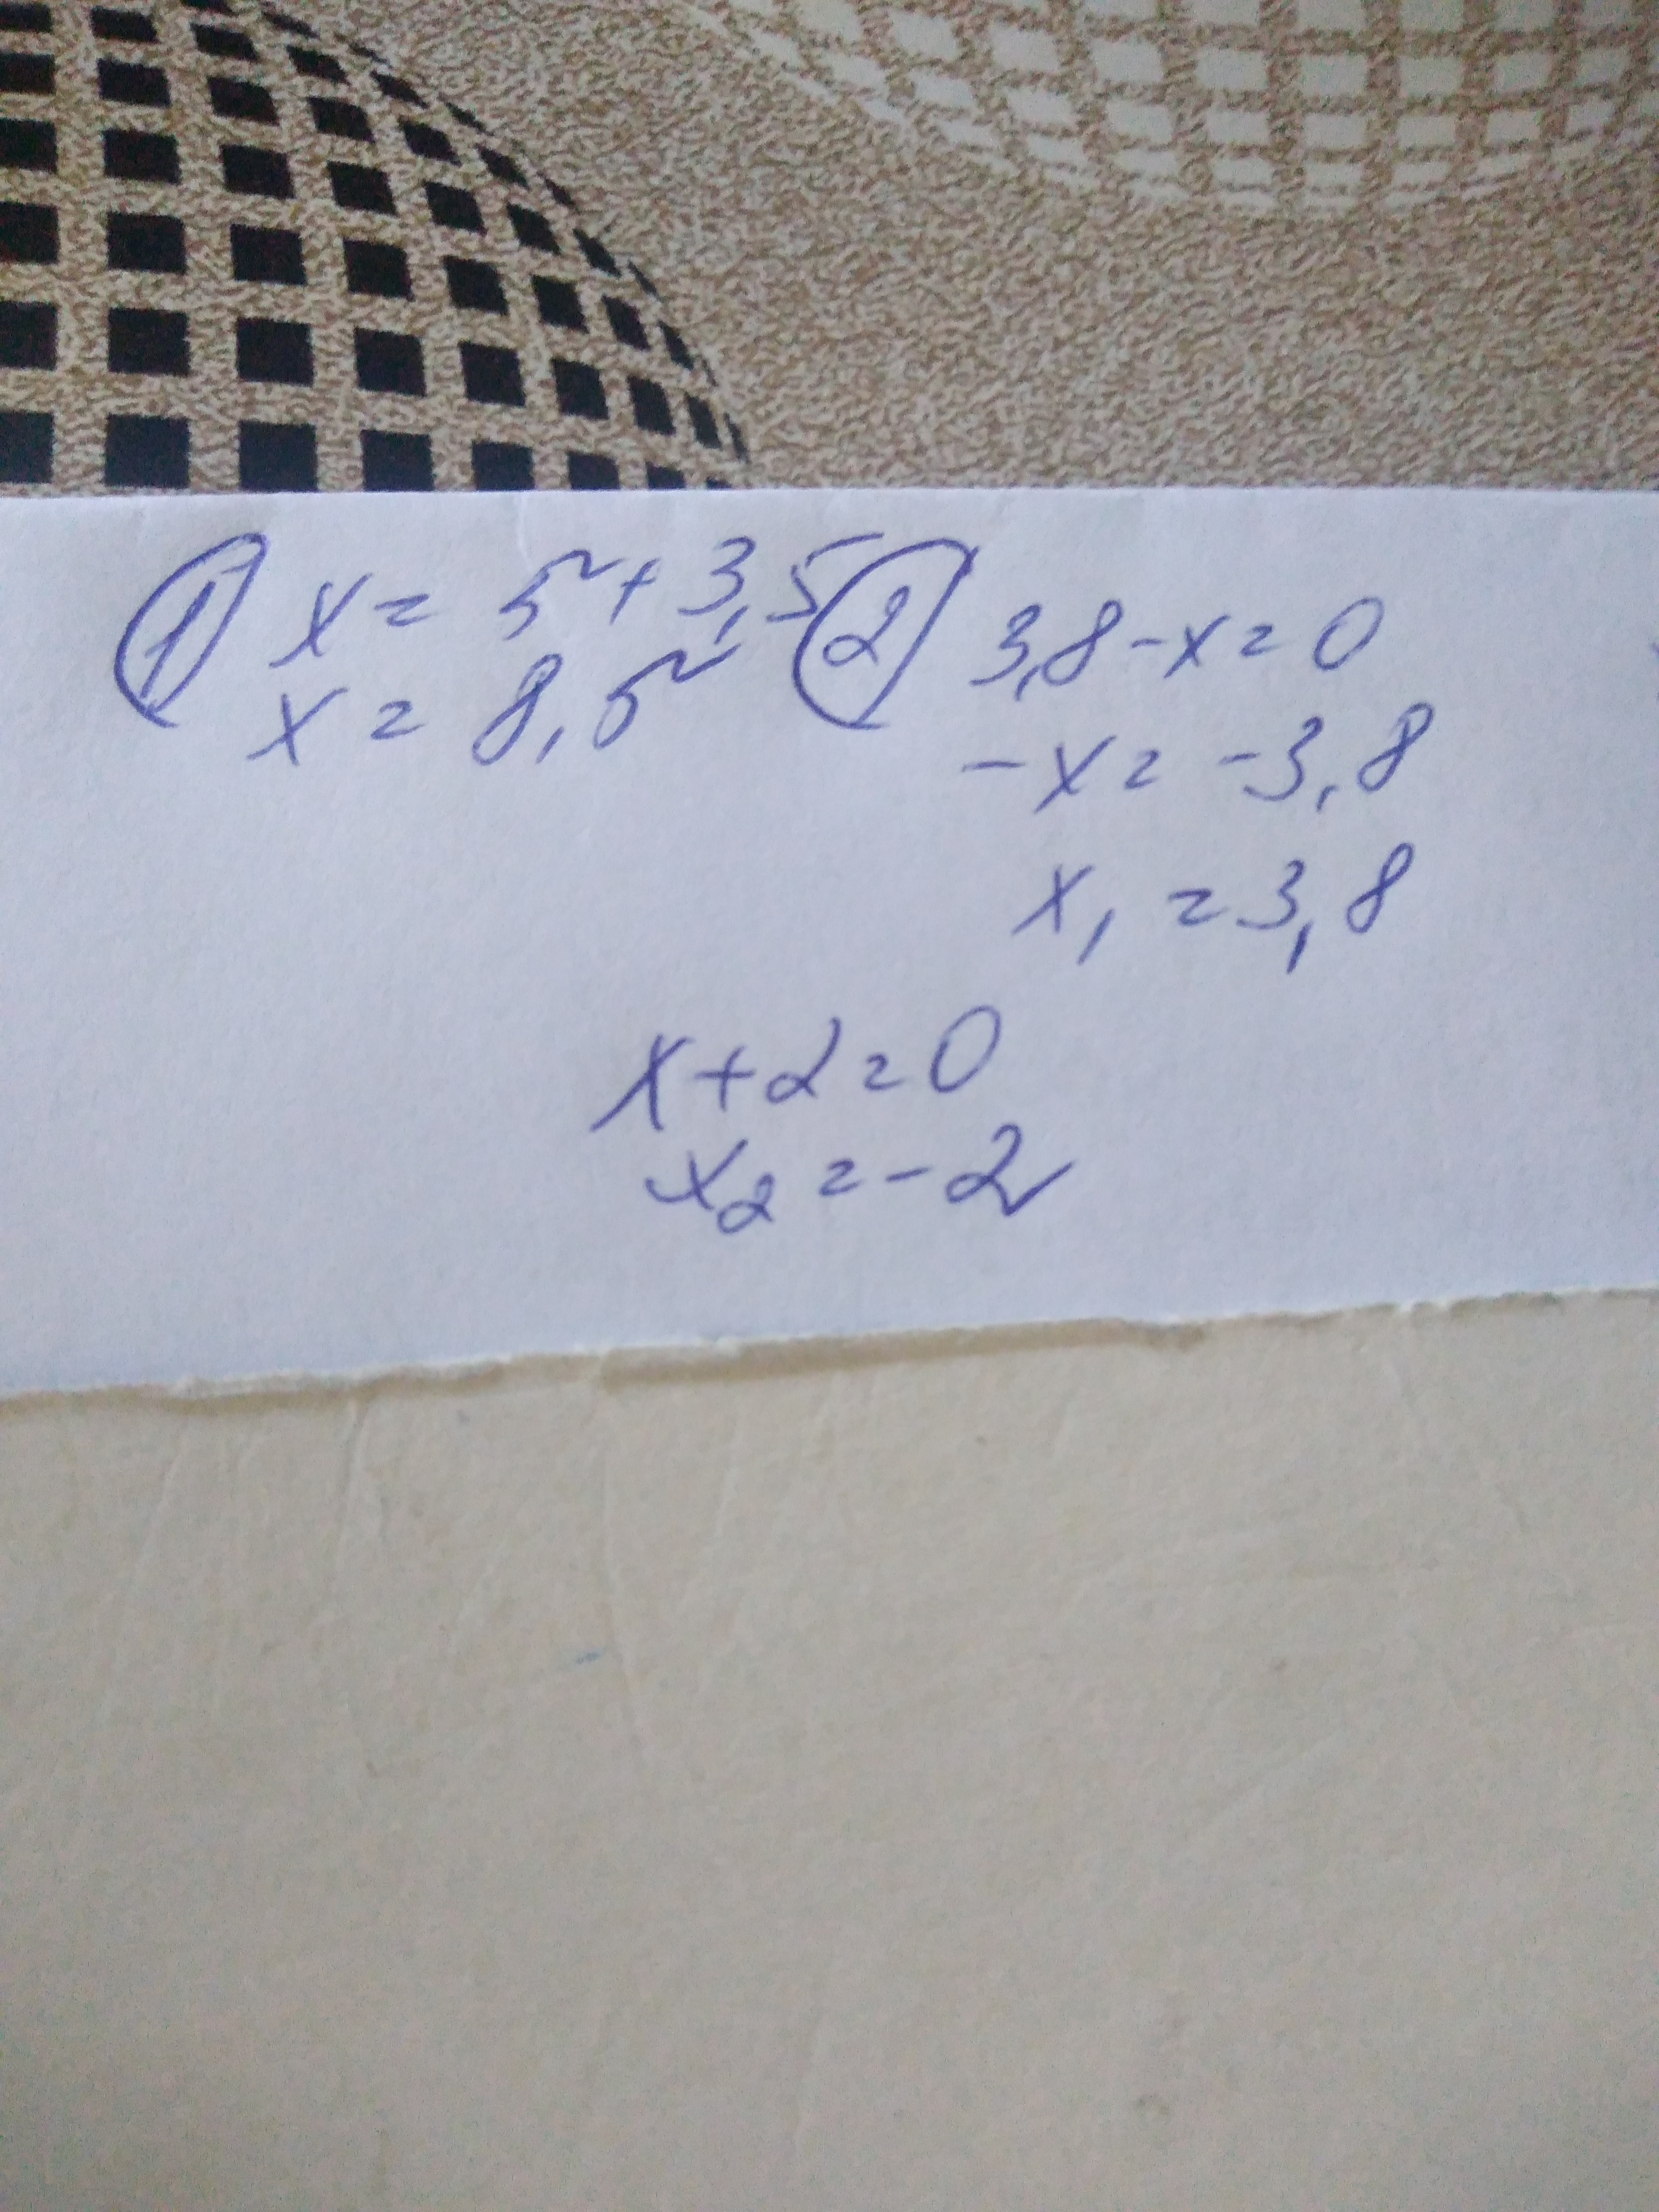 1 x = 5 + 3,5
x = 8,5
2 3,8 - x = 0
- x = - 3,8
x₁ = 3,8
x + 2 = 0
x₂ = - 2